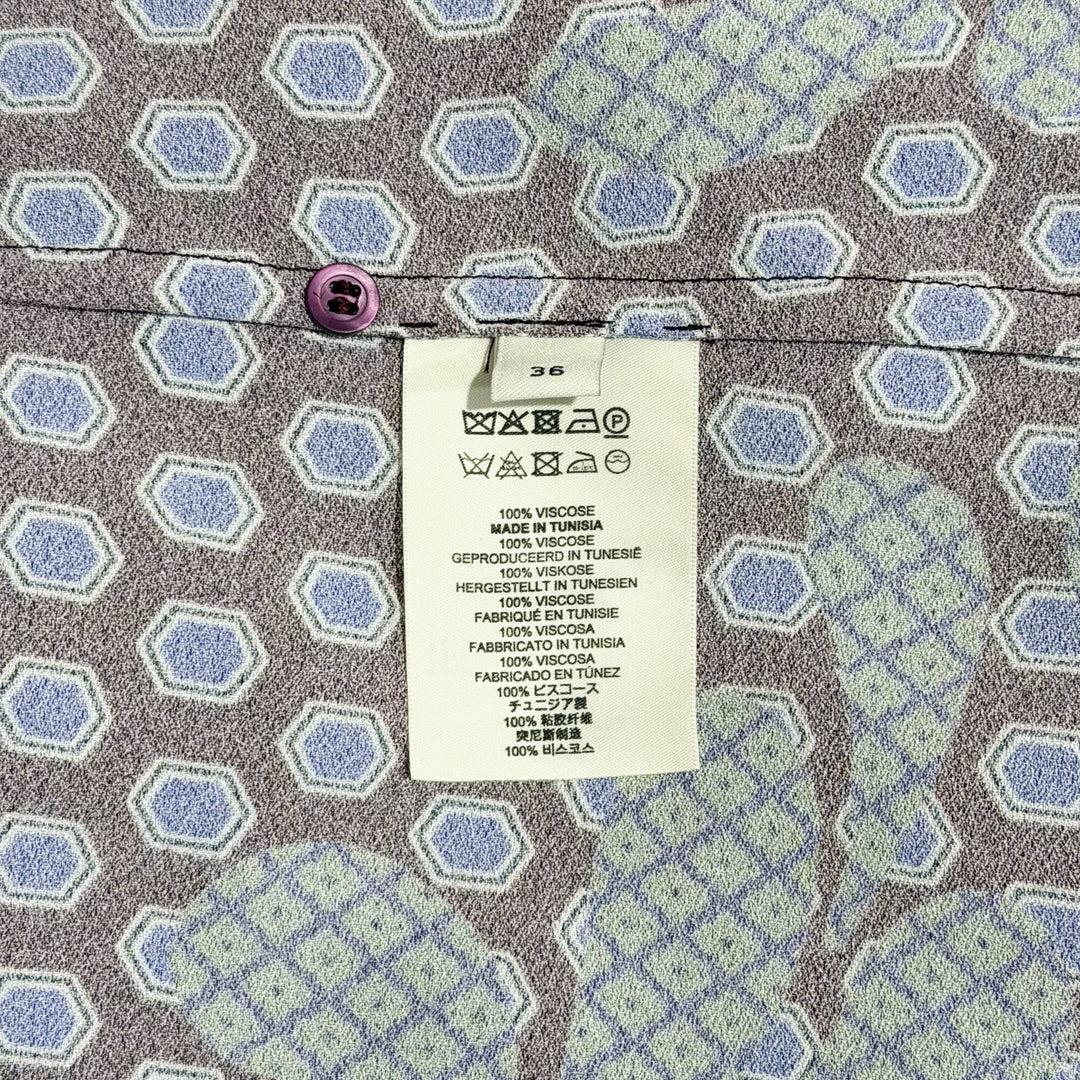 36
P
100% VISCOSE
MADE IN TUNISIA
100% VISCOSE
GEPRODUCEERD IN TUNESIË
100% VISKOSE
HERGESTELLT IN TUNESIEN
100% VISCOSE
FABRIQUÉ EN TUNISIE
100% VISCOSA
FABBRICATO IN TUNISIA
100% VISCOSA
FABRICADO EN TÚNEZ
100% ビスコース
チュニジア製
100% 粘胶纤维
突尼斯制造
100% 비스코스